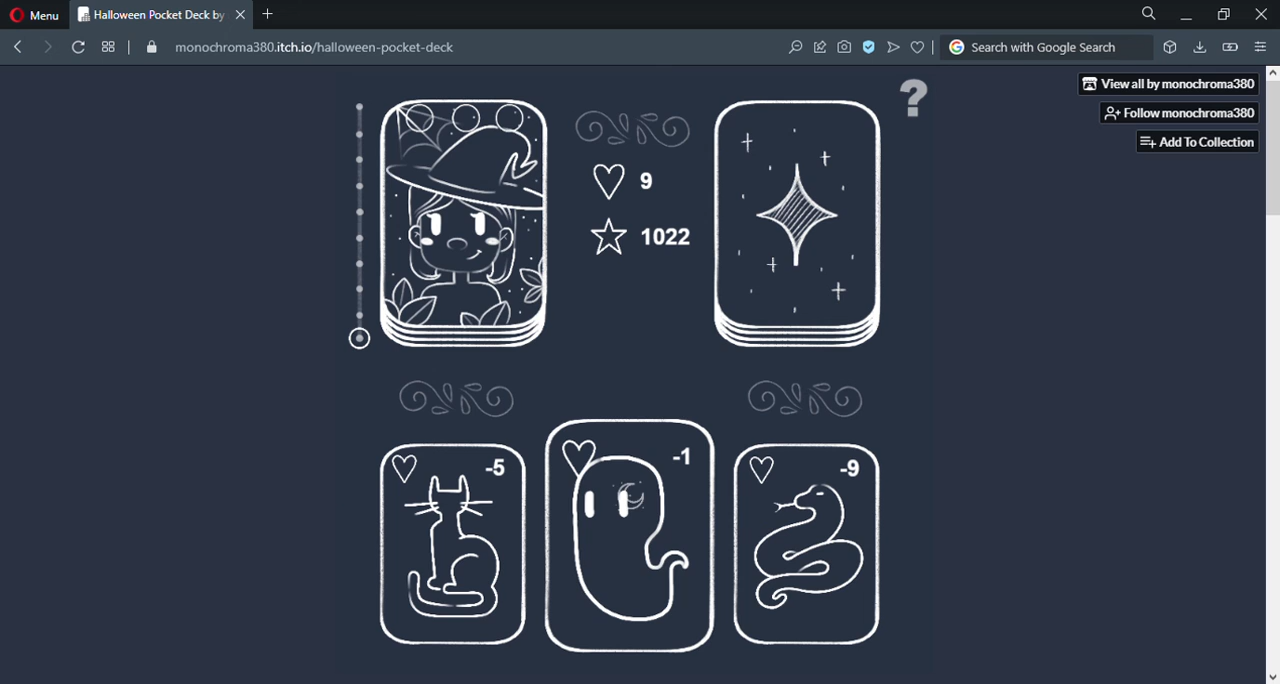 Menu
Halloween Pocket Deck by
monochroma380.itch.io/halloween-pocket-deck
Search with Google Search
View all by monochroma380
Follow monochroma380
Add To Collection
?
9
1022
-5
-1
-9